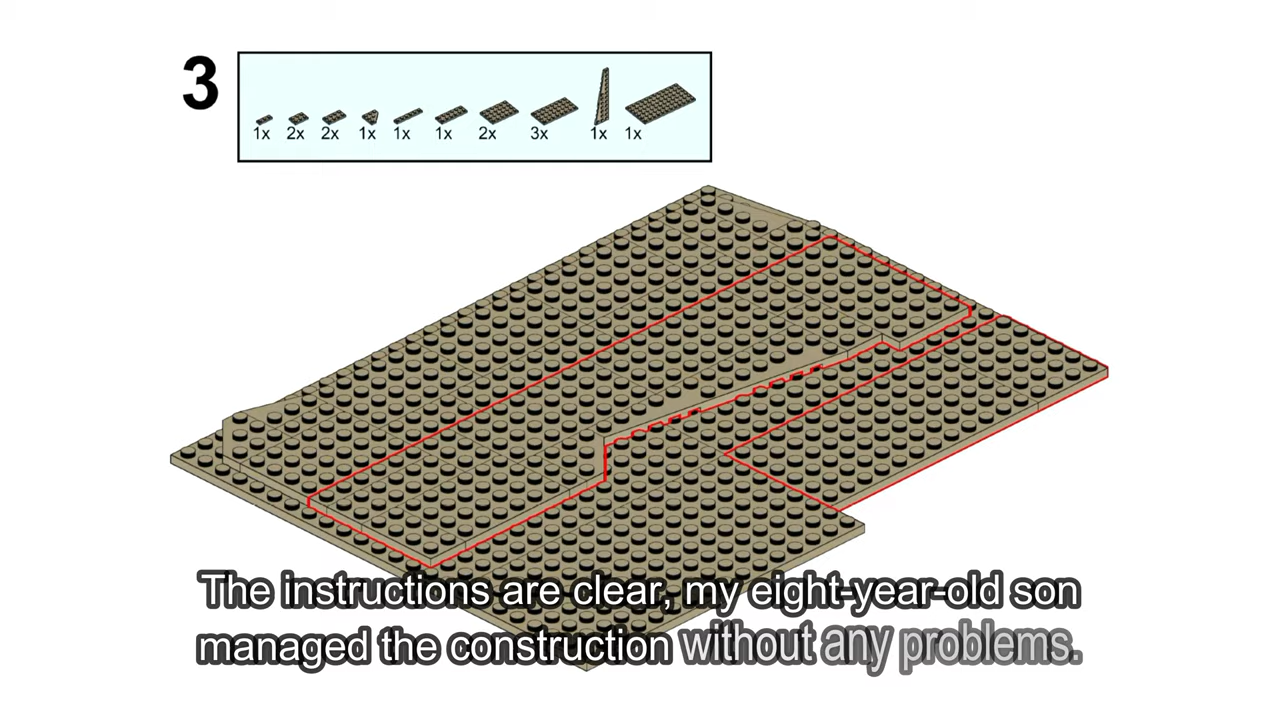 3
1x 2x 2x 1x 1x 1x 2x 3x 1x 1x
The instructions are clear, my eight-year-old son
managed the construction without any problems.